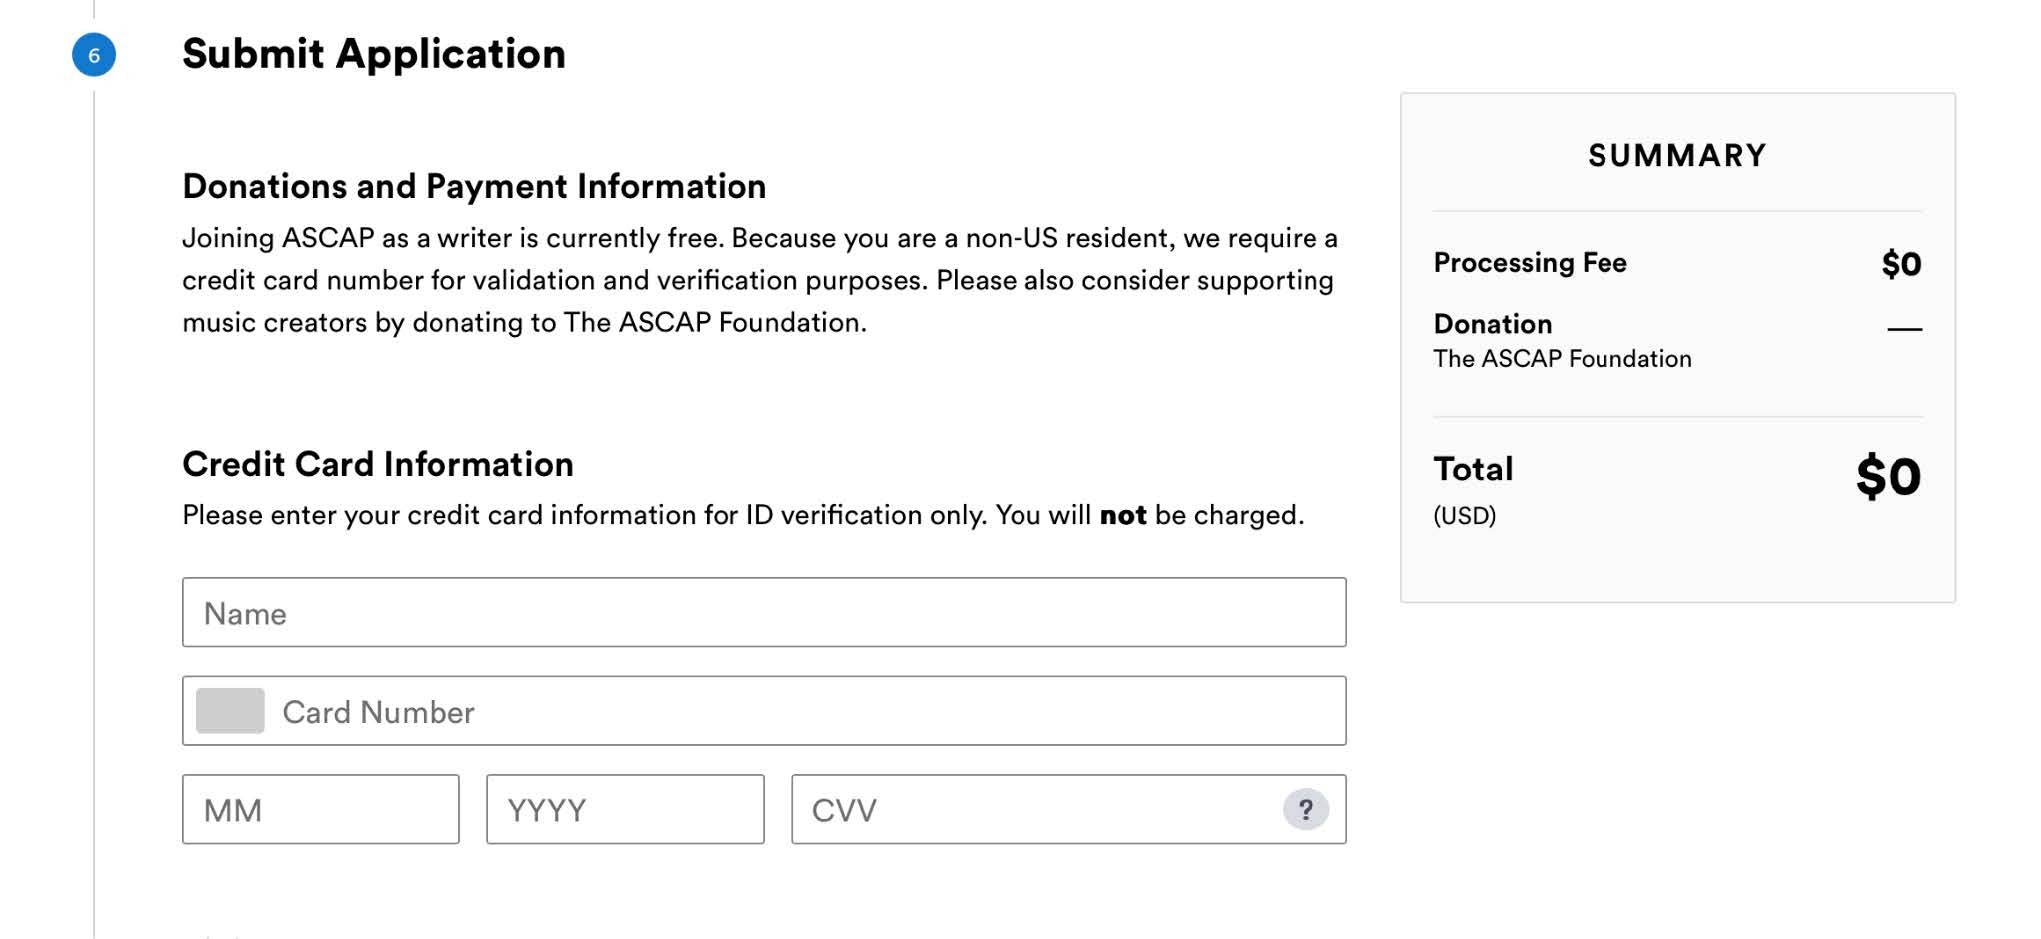 6
Submit Application
Donations and Payment Information
Joining ASCAP as a writer is currently free. Because you are a non-US resident, we require a
credit card number for validation and verification purposes. Please also consider supporting
music creators by donating to The ASCAP Foundation.
Credit Card Information
Please enter your credit card information for ID verification only. You will not be charged.
Name
Card Number
MM YYYY CVV ?
SUMMARY
Processing Fee $0
Donation —
The ASCAP Foundation
Total $0
(USD)